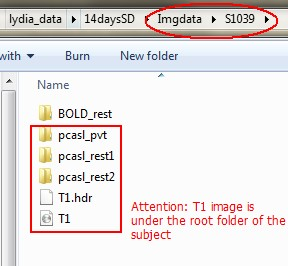 lydia_data ▸ 14daysSD ▸ Imgdata ▸ S1039 ▸
Burn New folder
Name
BOLD_rest
pcasl_pvt
pcasl_rest1
pcasl_rest2
T1.hdr
T1
Attention: T1 image is
under the root folder of the
subject